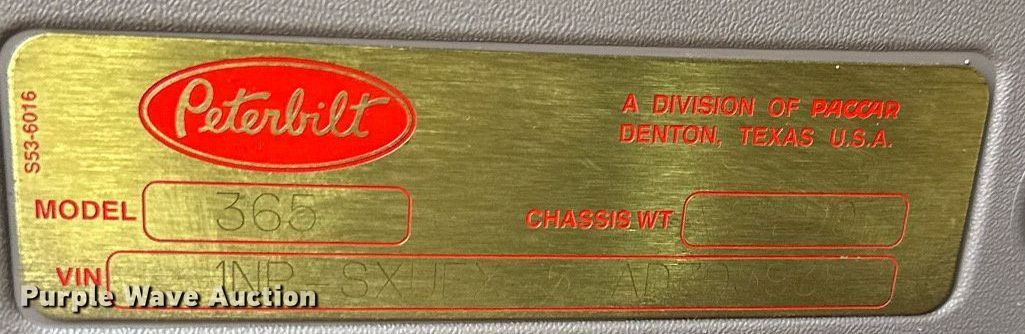 S53-6016
Peterbilt
A DIVISION OF PACCAR
DENTON, TEXAS U.S.A.
MODEL 365
CHASSIS WT
VIN
Purple Wave Auction